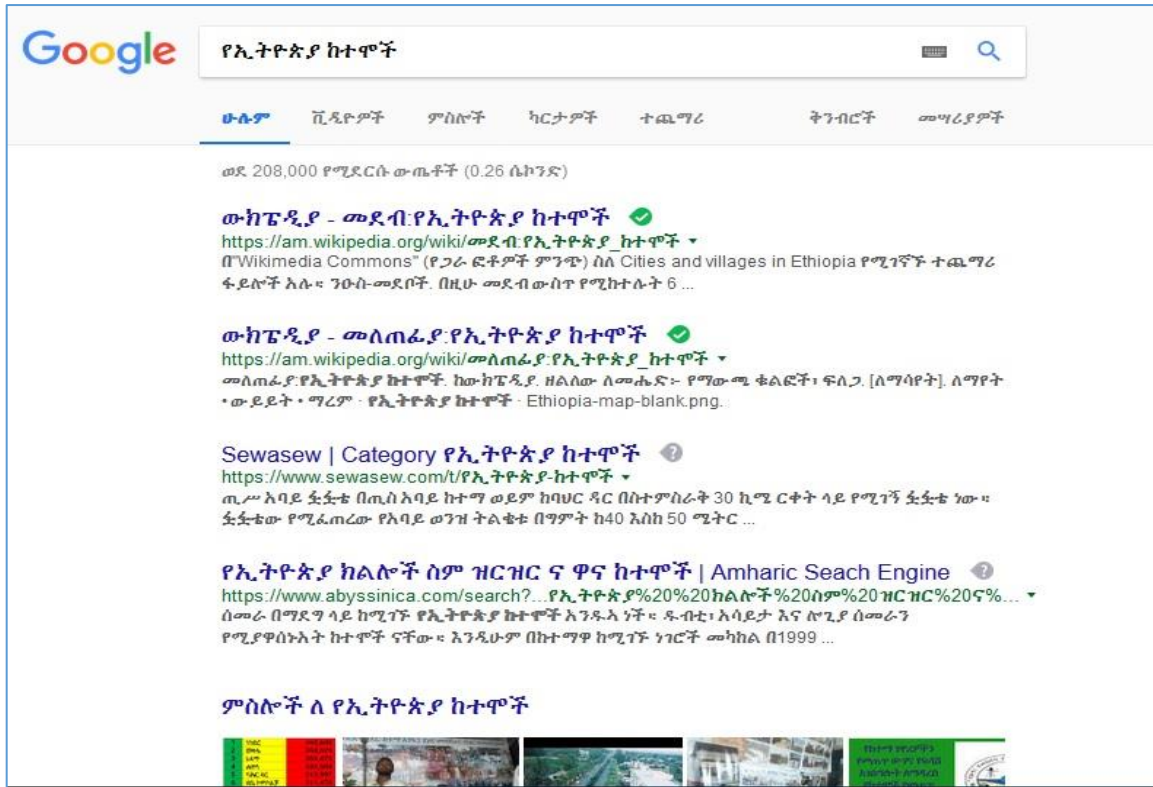 Google
የኢትዮጵያ ከተሞች
ሁሉም ቪዲዮዎች ምስሎች ካርታዎች ተጨማሪ ቅንብሮች መሣሪያዎች
ወደ 208,000 የሚደርሱ ውጤቶች (0.26 ሴኮንድ)
ውክፔዲያ - መደብ:የኢትዮጵያ ከተሞች
https://am.wikipedia.org/wiki/መደብ:የኢትዮጵያ_ከተሞች
በ"Wikimedia Commons" (የጋራ ፎቶዎች ምንጭ) ስለ Cities and villages in Ethiopia የሚገኛኙ ተጨማሪ
ፋይሎች አሉ። ንዑስ-መደቦች. በዚሁ መደብ ውስጥ የሚከተሉት 6 ...
ውክፔዲያ - መለጠፊያ:የኢትዮጵያ ከተሞች
https://am.wikipedia.org/wiki/መለጠፊያ:የኢትዮጵያ_ከተሞች
መለጠፊያ:የኢትዮጵያ ከተሞች. ከውክፔዲያ. ዘልለው ለመሔድ፦ የማውጫ ቁልፎች፣ ፍለጋ. [ለማሳየት]. ለማየት
• ውይይት • ማረም · የኢትዮጵያ ከተሞች · Ethiopia-map-blank.png.
Sewasew | Category የኢትዮጵያ ከተሞች
https://www.sewasew.com/t/የኢትዮጵያ-ከተሞች
ጢሥ አባይ ፏፏቴ በጢስ አባይ ከተማ ወይም ከባህር ዳር በስተምስራቅ 30 ኪሜ ርቀት ላይ የሚገኝ ፏፏቴ ነው።
ፏፏቴው የሚፈጠረው የአባይ ወንዝ ትልቁቱ በግምት ከ40 እስከ 50 ሜትር ...
የኢትዮጵያ ክልሎች ስም ዝርዝር ና ዋና ከተሞች | Amharic Seach Engine
https://www.abyssinica.com/search?...የኢትዮጵያ%20%20ክልሎች%20ስም%20ዝርዝር%20ና%...
ሰመራ በማደግ ላይ ከሚገኙ የኢትዮጵያ ከተሞች አንዱኣ ነች። ዱብቲ፣ አሳይታ እና ሎጊያ ሰመራን
የሚያዋስኑአት ከተሞች ናቸው። እንዲሁም በከተማዋ ከሚገኙ ነገሮች መካከል በ1999 ...
ምስሎች ለ የኢትዮጵያ ከተሞች